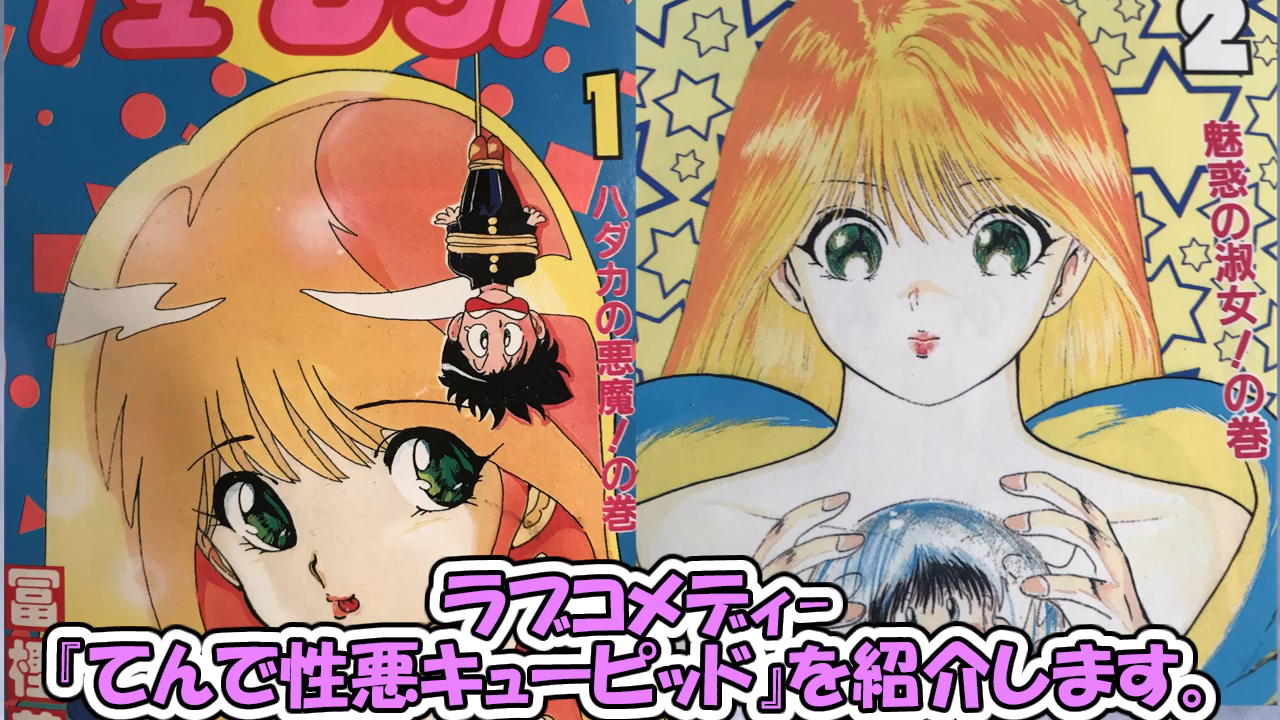 1
ハダカの悪魔!の巻
冨樫
2
魅惑の淑女!の巻
ラブコメディー
『てんで性悪キューピッド』を紹介します。